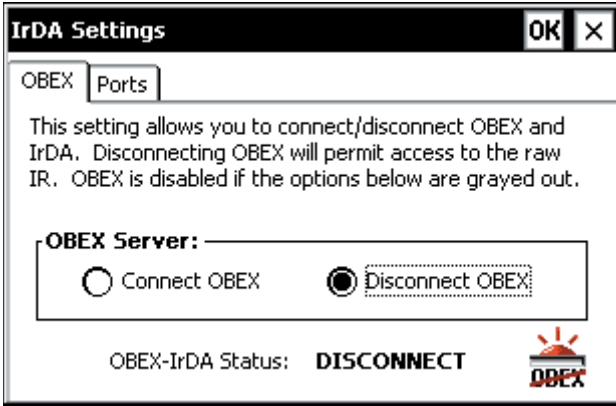 IrDA Settings OK ×
OBEX Ports
This setting allows you to connect/disconnect OBEX and
IrDA. Disconnecting OBEX will permit access to the raw
IR. OBEX is disabled if the options below are grayed out.
OBEX Server:
Connect OBEX Disconnect OBEX
OBEX-IrDA Status: DISCONNECT OBEX